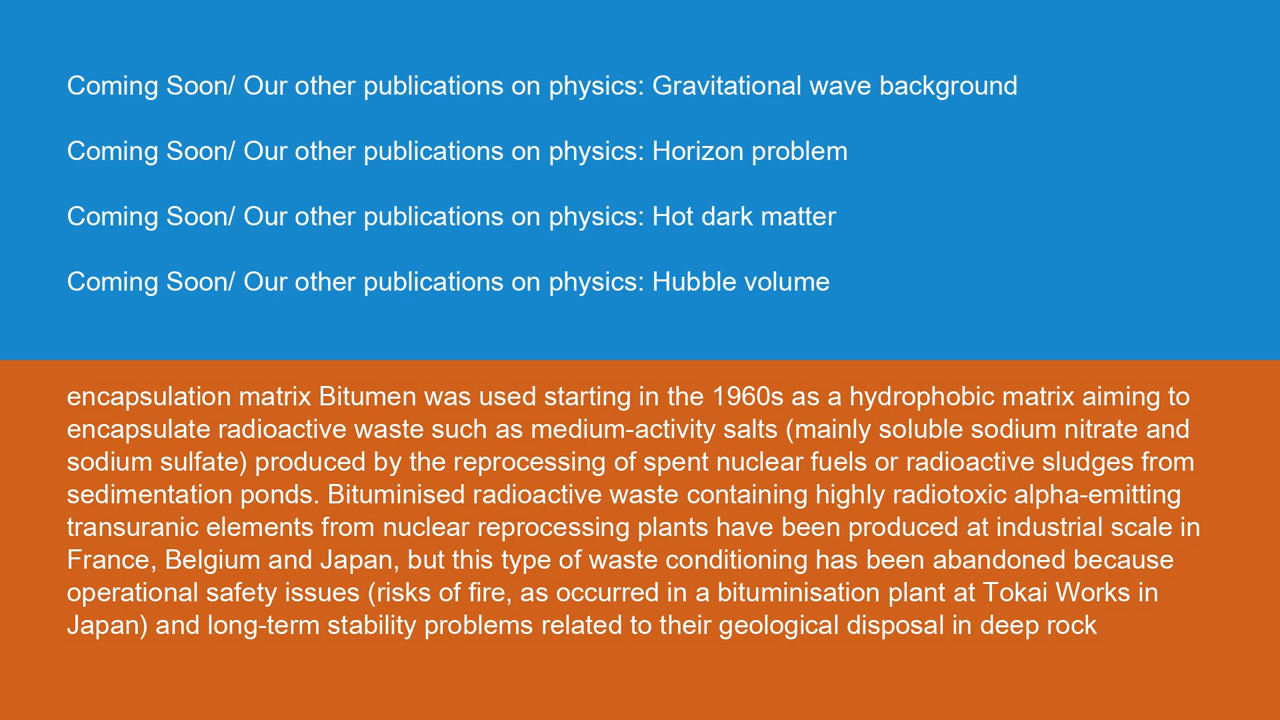 Coming Soon/ Our other publications on physics: Gravitational wave background
Coming Soon/ Our other publications on physics: Horizon problem
Coming Soon/ Our other publications on physics: Hot dark matter
Coming Soon/ Our other publications on physics: Hubble volume
encapsulation matrix Bitumen was used starting in the 1960s as a hydrophobic matrix aiming to
encapsulate radioactive waste such as medium-activity salts (mainly soluble sodium nitrate and
sodium sulfate) produced by the reprocessing of spent nuclear fuels or radioactive sludges from
sedimentation ponds. Bituminised radioactive waste containing highly radiotoxic alpha-emitting
transuranic elements from nuclear reprocessing plants have been produced at industrial scale in
France, Belgium and Japan, but this type of waste conditioning has been abandoned because
operational safety issues (risks of fire, as occurred in a bituminisation plant at Tokai Works in
Japan) and long-term stability problems related to their geological disposal in deep rock